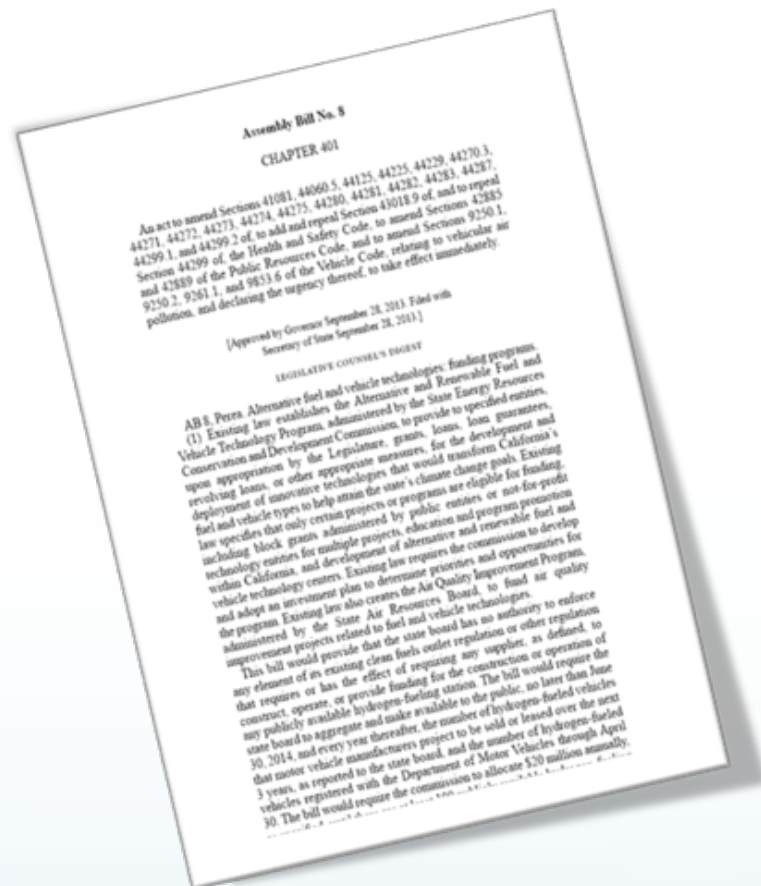 Assembly Bill No. 8
CHAPTER 401
An act to amend Sections 41081, 44060.5, 44125, 44225, 44229, 44270.3,
44271, 44272, 44273, 44274, 44275, 44280, 44281, 44282, 44283, 44287,
44299.1, and 44299.2 of, to add and repeal Section 43018.9 of, and to repeal
Section 44299 of, the Health and Safety Code, to amend Sections 42885
and 42889 of the Public Resources Code, and to amend Sections 9250.1,
9250.2, 9261.1, and 9853.6 of the Vehicle Code, relating to vehicular air
pollution, and declaring the urgency thereof, to take effect immediately.
[Approved by Governor September 28, 2013. Filed with
Secretary of State September 28, 2013.]
LEGISLATIVE COUNSEL'S DIGEST
AB 8, Perea. Alternative fuel and vehicle technologies: funding programs.
(1) Existing law establishes the Alternative and Renewable Fuel and
Vehicle Technology Program, administered by the State Energy Resources
Conservation and Development Commission, to provide to specified entities,
upon appropriation by the Legislature, grants, loans, loan guarantees,
revolving loans, or other appropriate measures, for the development and
deployment of innovative technologies that would transform California's
fuel and vehicle types to help attain the state's climate change goals. Existing
law specifies that only certain projects or programs are eligible for funding,
including block grants administered by public entities or not-for-profit
technology entities for multiple projects, education and program promotion
within California, and development of alternative and renewable fuel and
vehicle technology centers. Existing law requires the commission to develop
and adopt an investment plan to determine priorities and opportunities for
the program. Existing law also creates the Air Quality Improvement Program,
administered by the State Air Resources Board, to fund air quality
improvement projects related to fuel and vehicle technologies.
This bill would provide that the state board has no authority to enforce
any element of its existing clean fuels outlet regulation or other regulation
that requires or has the effect of requiring any supplier, as defined, to
construct, operate, or provide funding for the construction or operation of
any publicly available hydrogen-fueling station. The bill would require the
state board to aggregate and make available to the public, no later than June
30, 2014, and every year thereafter, the number of hydrogen-fueled vehicles
that motor vehicle manufacturers project to be sold or leased over the next
3 years, as reported to the state board, and the number of hydrogen-fueled
vehicles registered with the Department of Motor Vehicles through April
30. The bill would require the commission to allocate $20 million annually,